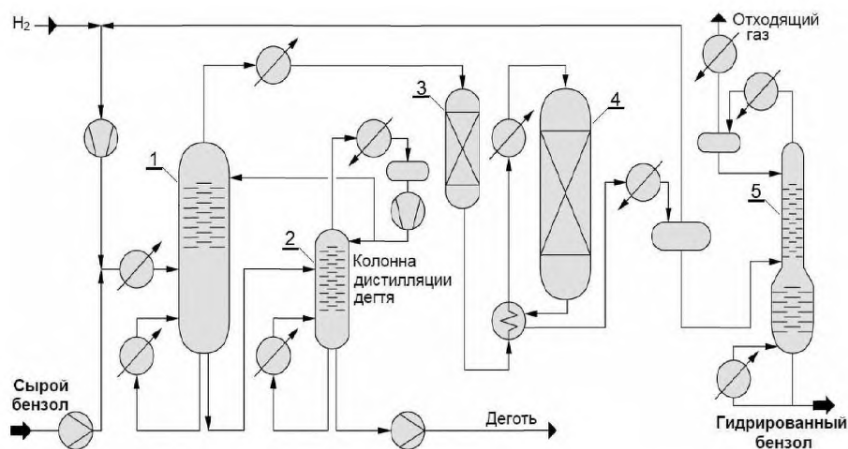 H₂
Отходящий
газ
3
4
1
5
2
Колонна
дистилляции
дегтя
Сырой
бензол
Деготь
Гидрированный
бензол